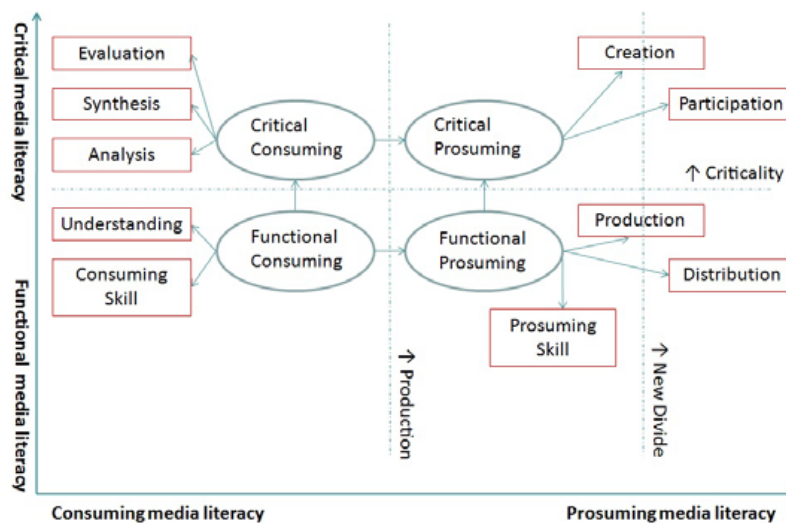 Critical media literacy
Functional media literacy
Evaluation
Synthesis
Analysis
Critical
Consuming
Critical
Prosuming
Creation
Participation
↑ Criticality
Understanding
Consuming
Skill
Functional
Consuming
Functional
Prosuming
Production
Distribution
Prosuming
Skill
↑ Production
↑ New Divide
Consuming media literacy
Prosuming media literacy